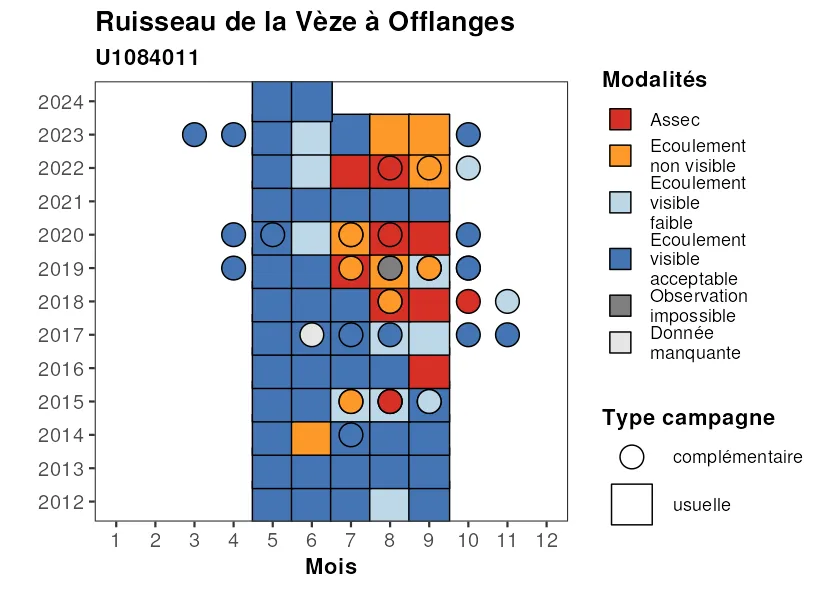 Ruisseau de la Vèze à Offlanges
U1084011
2024
2023
2022
2021
2020
2019
2018
2017
2016
2015
2014
2013
2012
1 2 3 4 5 6 7 8 9 10 11 12
Mois
Modalités
Assec
Ecoulement
non visible
Ecoulement
visible
faible
Ecoulement
visible
acceptable
Observation
impossible
Donnée
manquante
Type campagne
complémentaire
usuelle